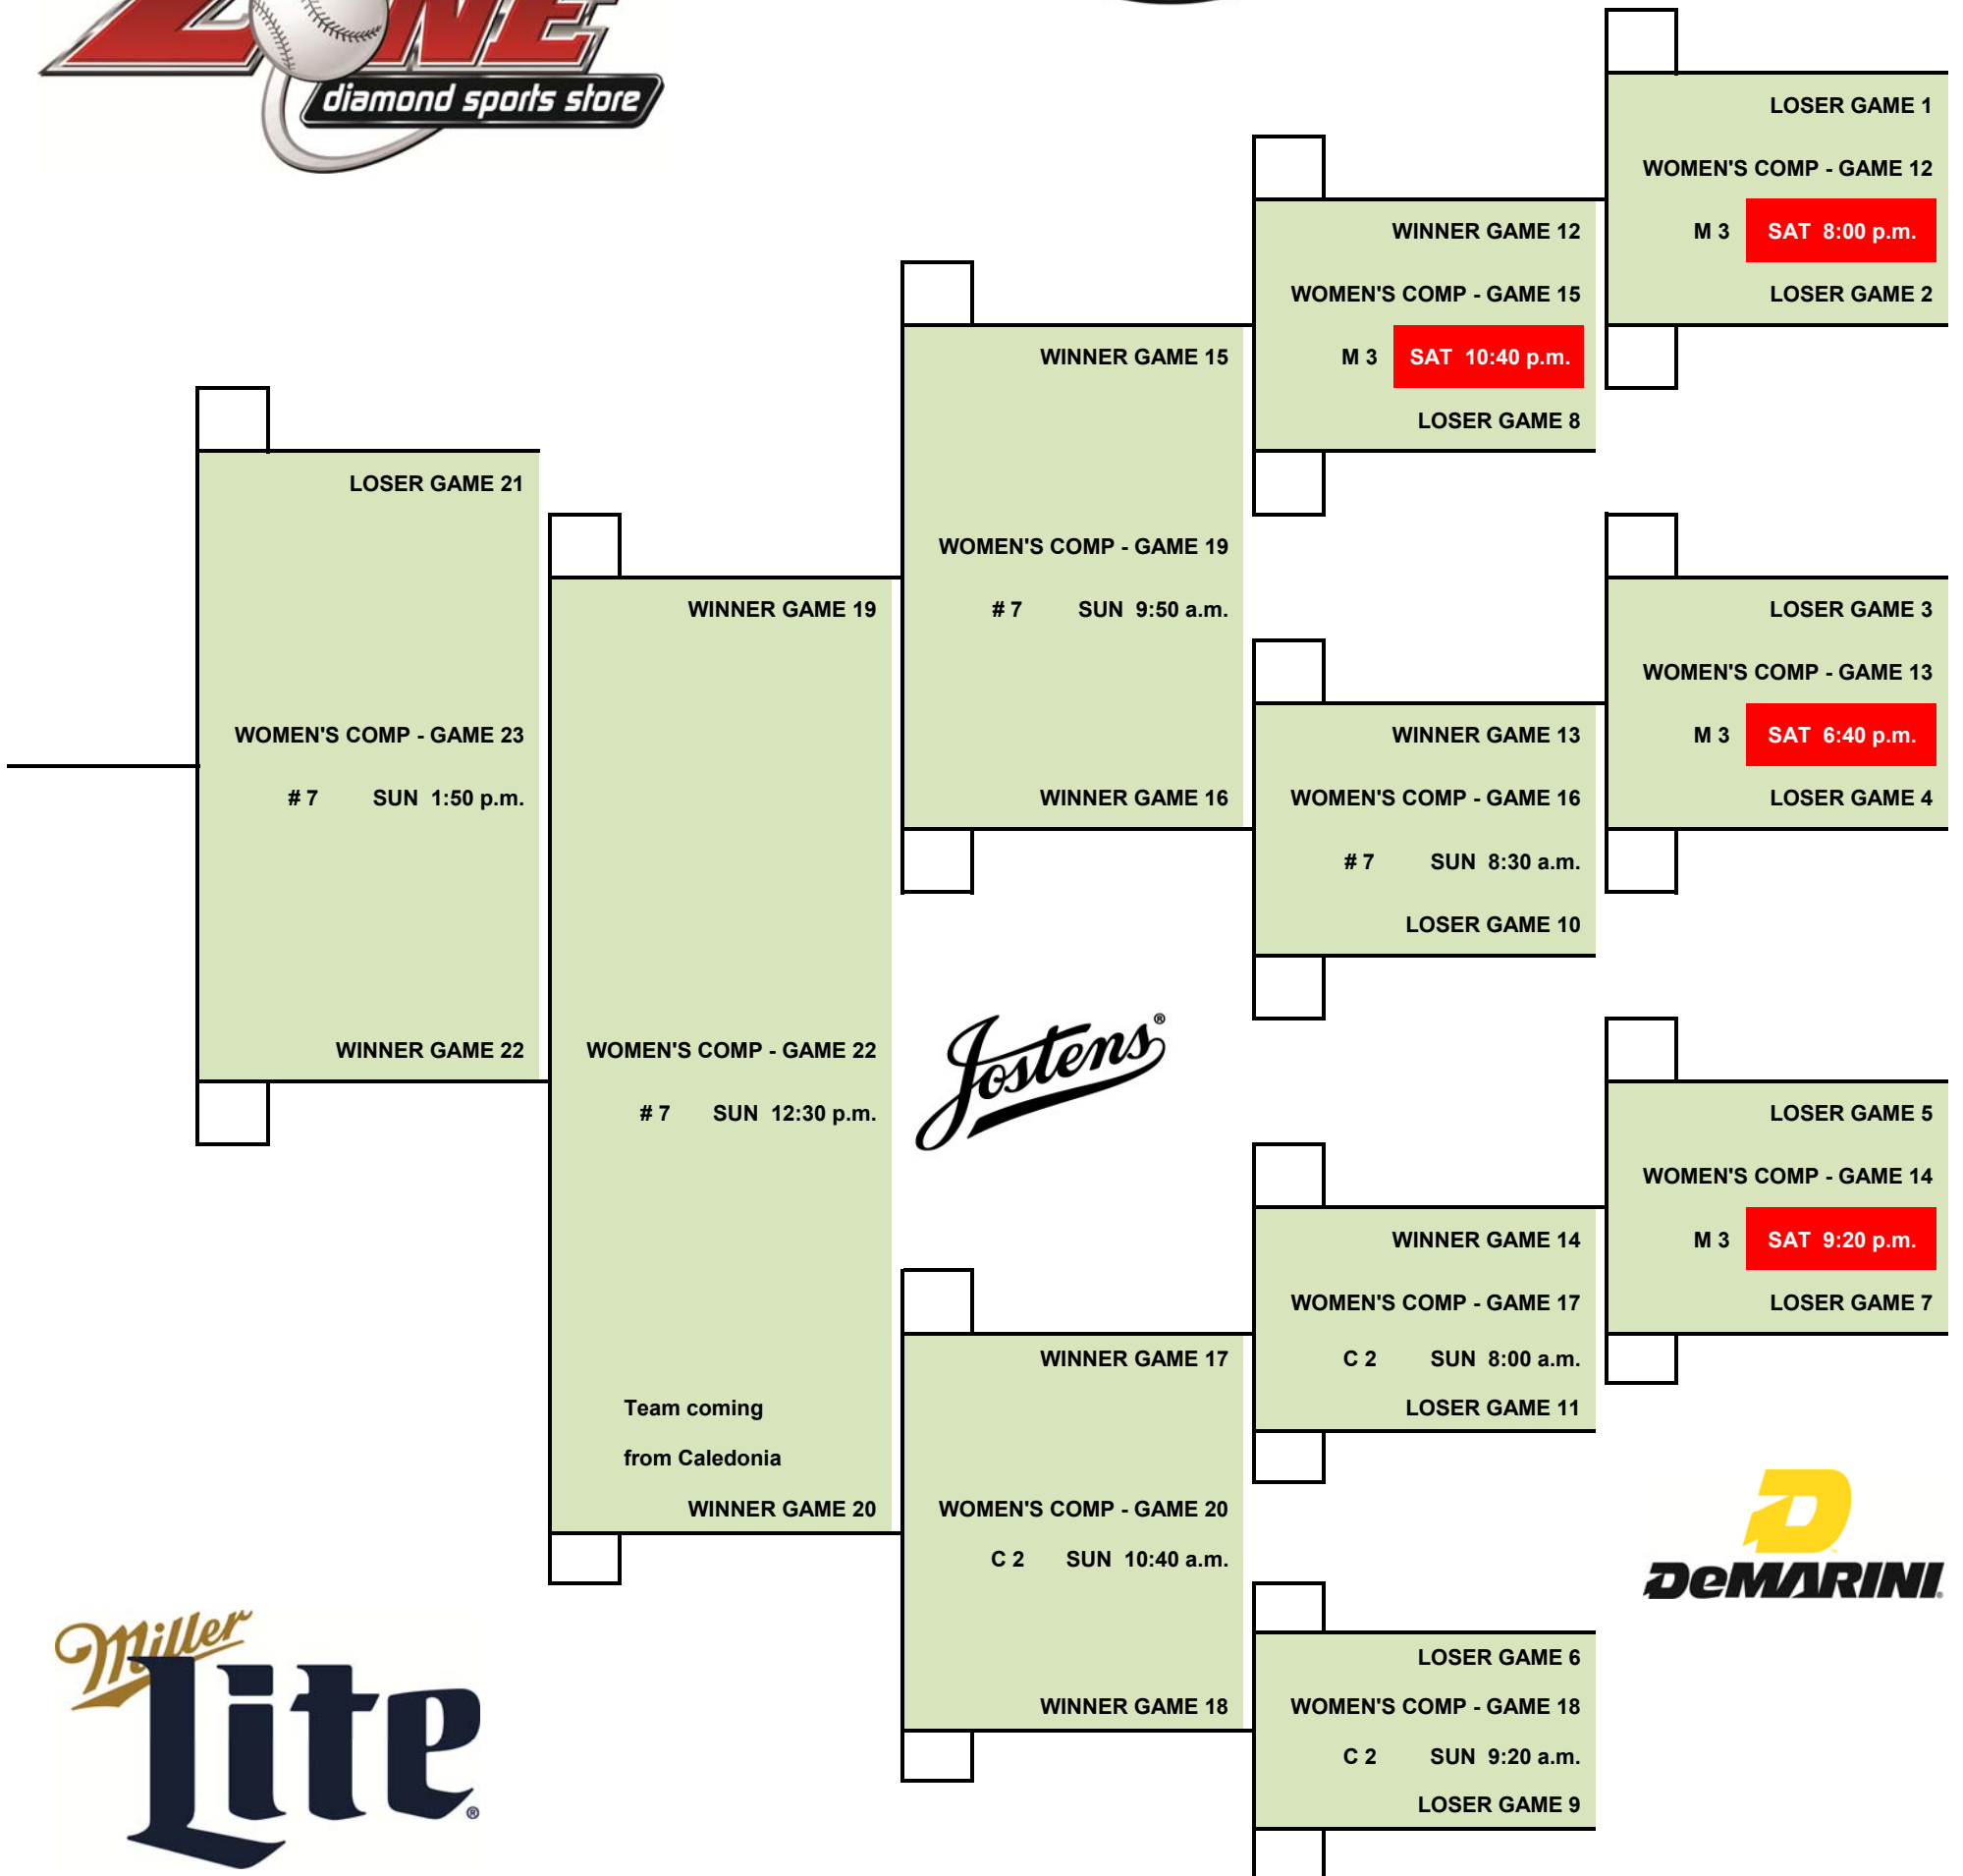 ZONE
diamond sports store
LOSER GAME 1
WOMEN'S COMP - GAME 12
M 3 SAT 8:00 p.m.
LOSER GAME 2
WINNER GAME 12
WOMEN'S COMP - GAME 15
M 3 SAT 10:40 p.m.
LOSER GAME 8
WINNER GAME 15
WOMEN'S COMP - GAME 19
# 7 SUN 9:50 a.m.
WINNER GAME 16
LOSER GAME 21
WOMEN'S COMP - GAME 23
# 7 SUN 1:50 p.m.
WINNER GAME 22
WINNER GAME 19
WOMEN'S COMP - GAME 22
# 7 SUN 12:30 p.m.
Team coming
from Caledonia
WINNER GAME 20
LOSER GAME 3
WOMEN'S COMP - GAME 13
M 3 SAT 6:40 p.m.
LOSER GAME 4
WINNER GAME 13
WOMEN'S COMP - GAME 16
# 7 SUN 8:30 a.m.
LOSER GAME 10
Jostens®
LOSER GAME 5
WOMEN'S COMP - GAME 14
M 3 SAT 9:20 p.m.
LOSER GAME 7
WINNER GAME 14
WOMEN'S COMP - GAME 17
C 2 SUN 8:00 a.m.
LOSER GAME 11
WINNER GAME 17
WOMEN'S COMP - GAME 20
C 2 SUN 10:40 a.m.
WINNER GAME 18
LOSER GAME 6
WOMEN'S COMP - GAME 18
C 2 SUN 9:20 a.m.
LOSER GAME 9
D
DeMARINI
Miller
Lite®